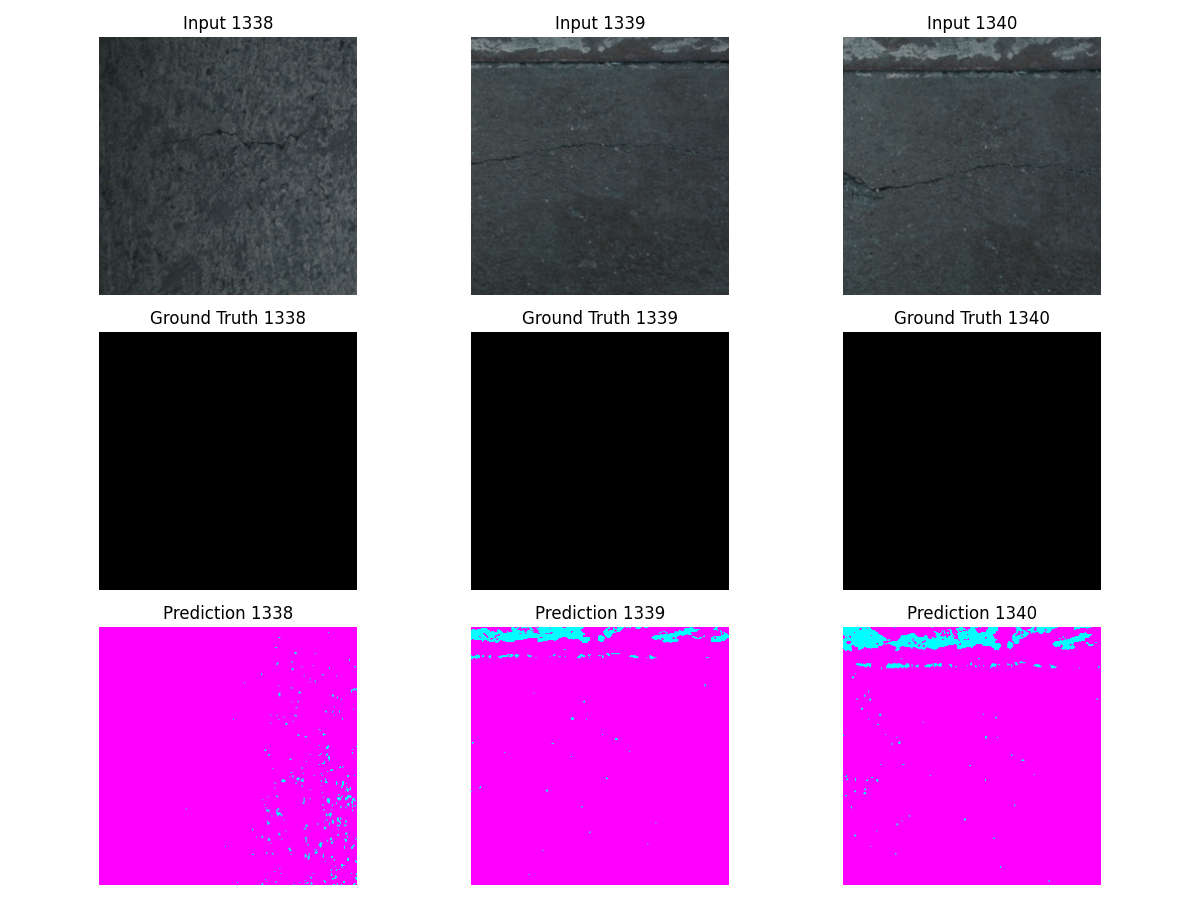 Input 1338
Input 1339
Input 1340
Ground Truth 1338
Ground Truth 1339
Ground Truth 1340
Prediction 1338
Prediction 1339
Prediction 1340